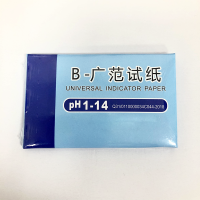 B-广范试纸
UNIVERSAL INDICATOR PAPER
pH 1-14